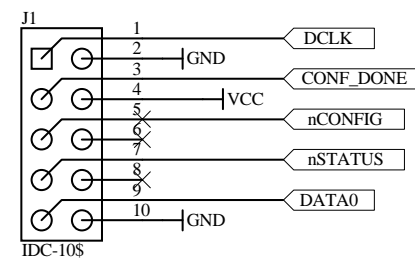 J1
1
DCLK
2
GND
3
CONF_DONE
4
VCC
5
nCONFIG
6
7
nSTATUS
8
9
DATA0
10
GND
IDC-10$